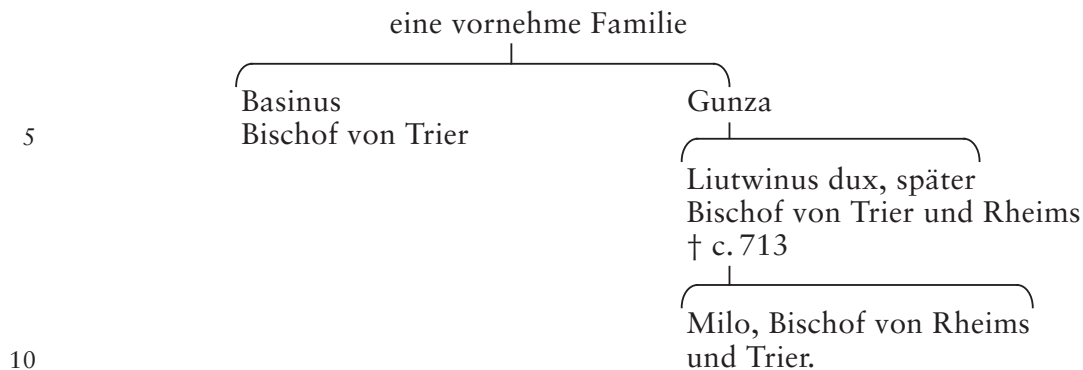 eine vornehme Familie
Basinus Gunza
5 Bischof von Trier
Liutwinus dux, später
Bischof von Trier und Rheims
† c. 713
Milo, Bischof von Rheims
10 und Trier.